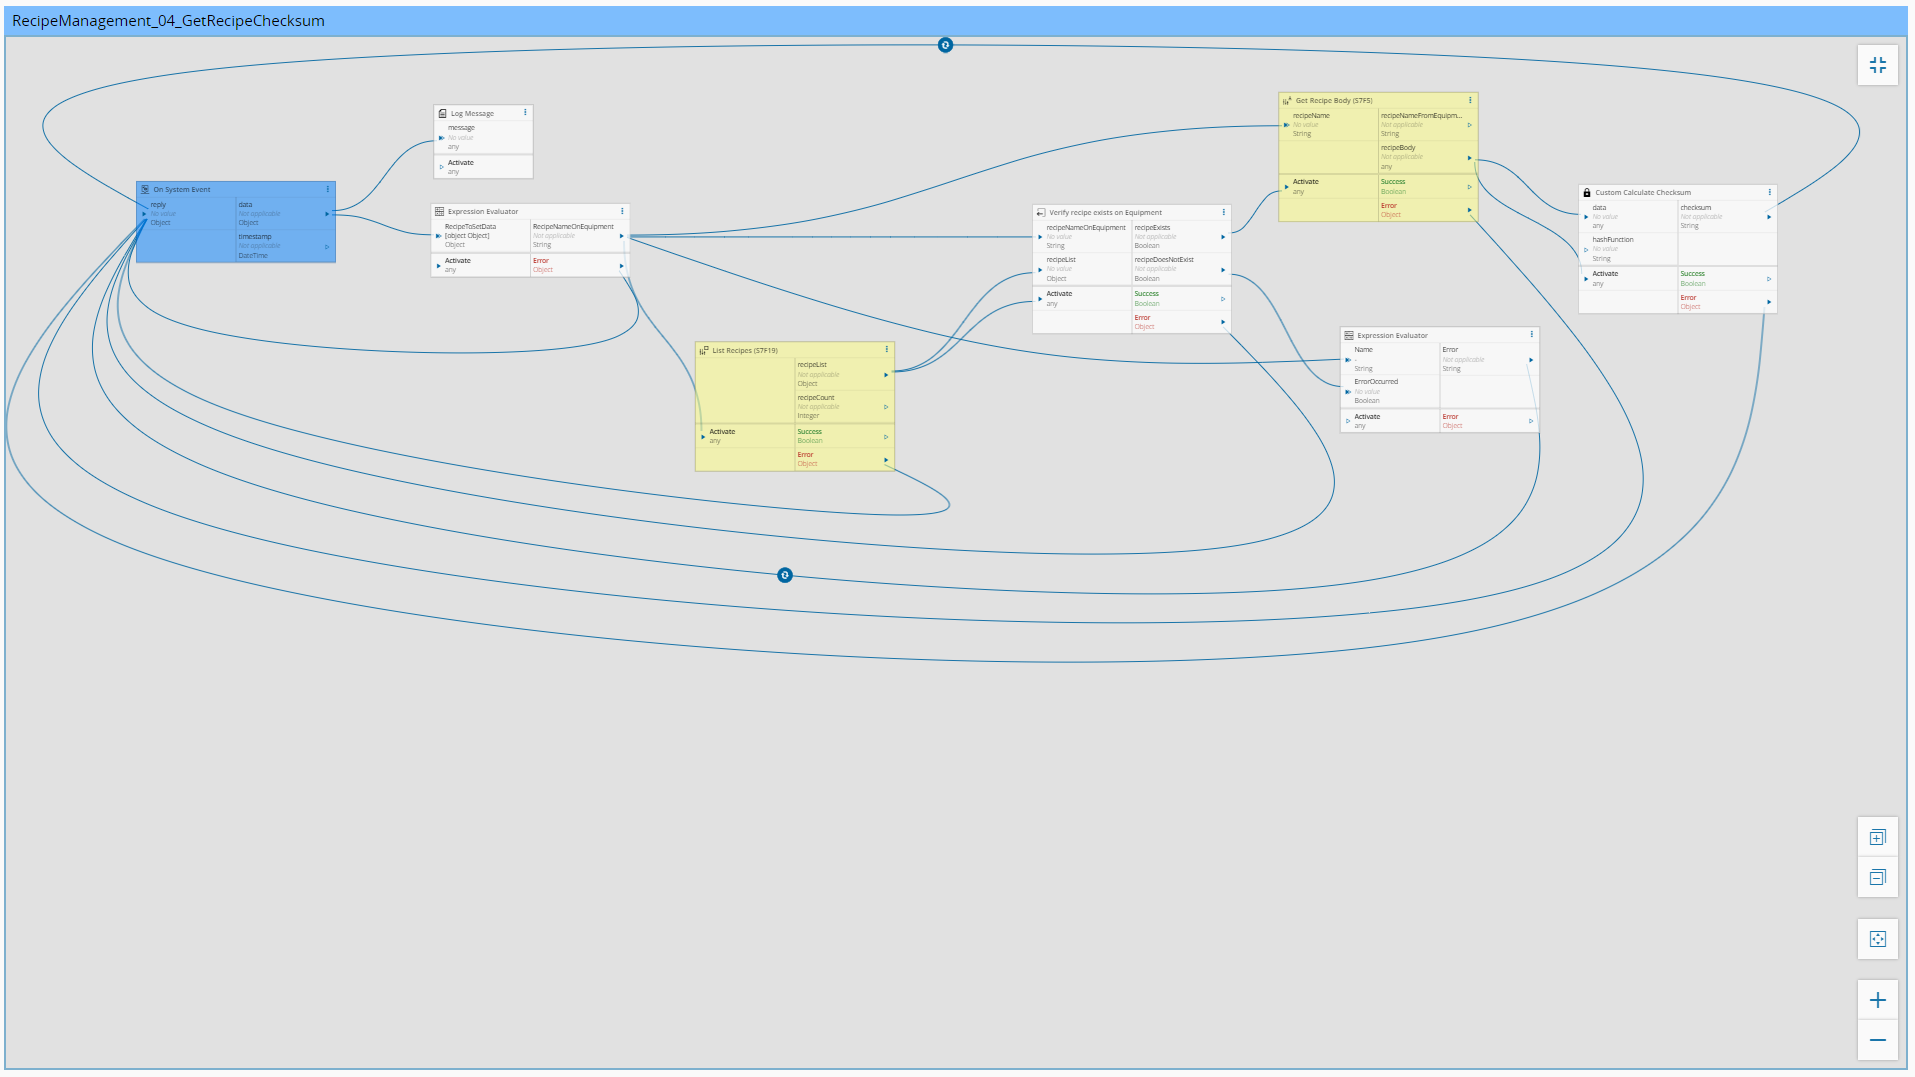 RecipeManagement_04_GetRecipeChecksum
Log Message
message
No value
any
Activate
any
On System Event
reply
No value
Object
data
Not applicable
Object
timestamp
Not applicable
DateTime
Expression Evaluator
RecipeToSetData
[object Object]
Object
RecipeNameOnEquipment
Not applicable
String
Activate
any
Error
Object
List Recipes (S7F19)
recipeList
Not applicable
Object
recipeCount
Not applicable
Integer
Activate
any
Success
Boolean
Error
Object
Verify recipe exists on Equipment
recipeNameOnEquipment
No value
String
recipeExists
Not applicable
Boolean
recipeList
No value
Object
recipeDoesNotExist
Not applicable
Boolean
Activate
any
Success
Boolean
Error
Object
Get Recipe Body (S7F5)
recipeName
No value
String
recipeNameFromEquipm...
Not applicable
String
recipeBody
Not applicable
any
Activate
any
Success
Boolean
Error
Object
Expression Evaluator
Name
-
String
Error
Not applicable
String
ErrorOccurred
No value
Boolean
Activate
any
Error
Object
Custom Calculate Checksum
data
No value
any
checksum
Not applicable
String
hashFunction
No value
String
Activate
any
Success
Boolean
Error
Object